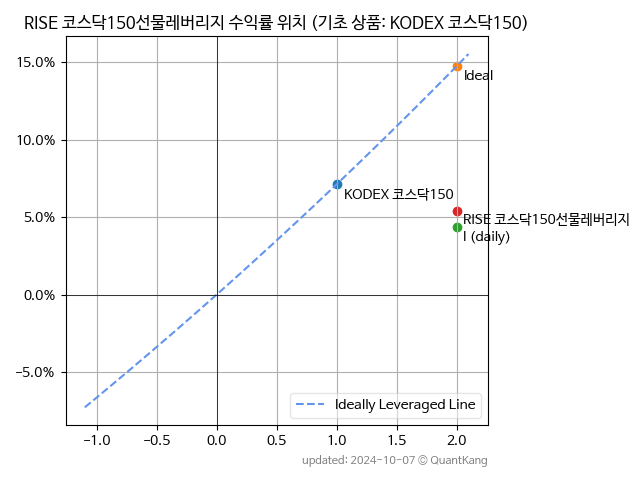 RISE 코스닥150선물레버리지 수익률 위치 (기초 상품: KODEX 코스닥150)
15.0%
Ideal
10.0%
KODEX 코스닥150
5.0%
RISE 코스닥150선물레버리지
I (daily)
0.0%
−5.0%
Ideally Leveraged Line
−1.0 −0.5 0.0 0.5 1.0 1.5 2.0
updated: 2024-10-07 © QuantKang